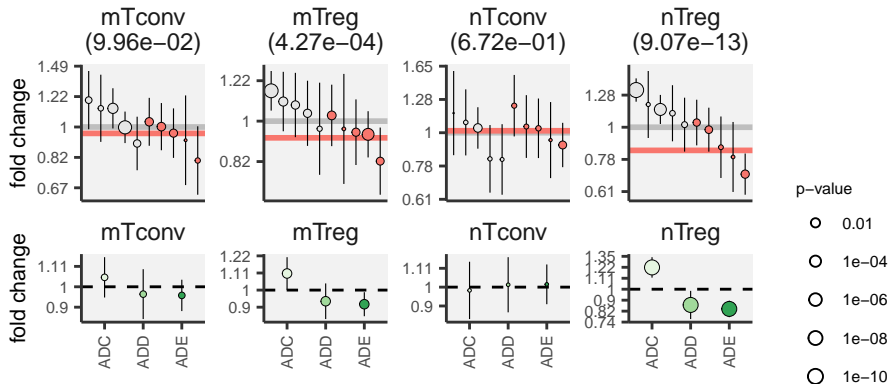 mTconv
(9.96e−02)
mTreg
(4.27e−04)
nTconv
(6.72e−01)
nTreg
(9.07e−13)
fold change
1.49
1.22
1
0.82
0.67
1.22
1
0.82
1.65
1.28
1
0.78
0.61
1.28
1
0.78
0.61
mTconv
mTreg
nTconv
nTreg
fold change
1.11
1
0.9
1.22
1.11
1
0.9
1.11
1
0.9
1.35
1.22
1.11
1
0.9
0.82
0.74
ADC
ADD
ADE
ADC
ADD
ADE
ADC
ADD
ADE
ADC
ADD
ADE
p−value
0.01
1e−04
1e−06
1e−08
1e−10